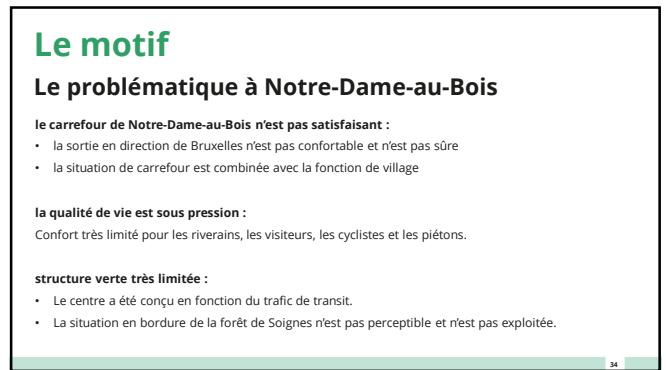 Le motif
Le problématique à Notre-Dame-au-Bois
le carrefour de Notre-Dame-au-Bois n’est pas satisfaisant :
• la sortie en direction de Bruxelles n’est pas confortable et n’est pas sûre
• la situation de carrefour est combinée avec la fonction de village
la qualité de vie est sous pression :
Confort très limité pour les riverains, les visiteurs, les cyclistes et les piétons.
structure verte très limitée :
• Le centre a été conçu en fonction du trafic de transit.
• La situation en bordure de la forêt de Soignes n’est pas perceptible et n’est pas exploitée.
34